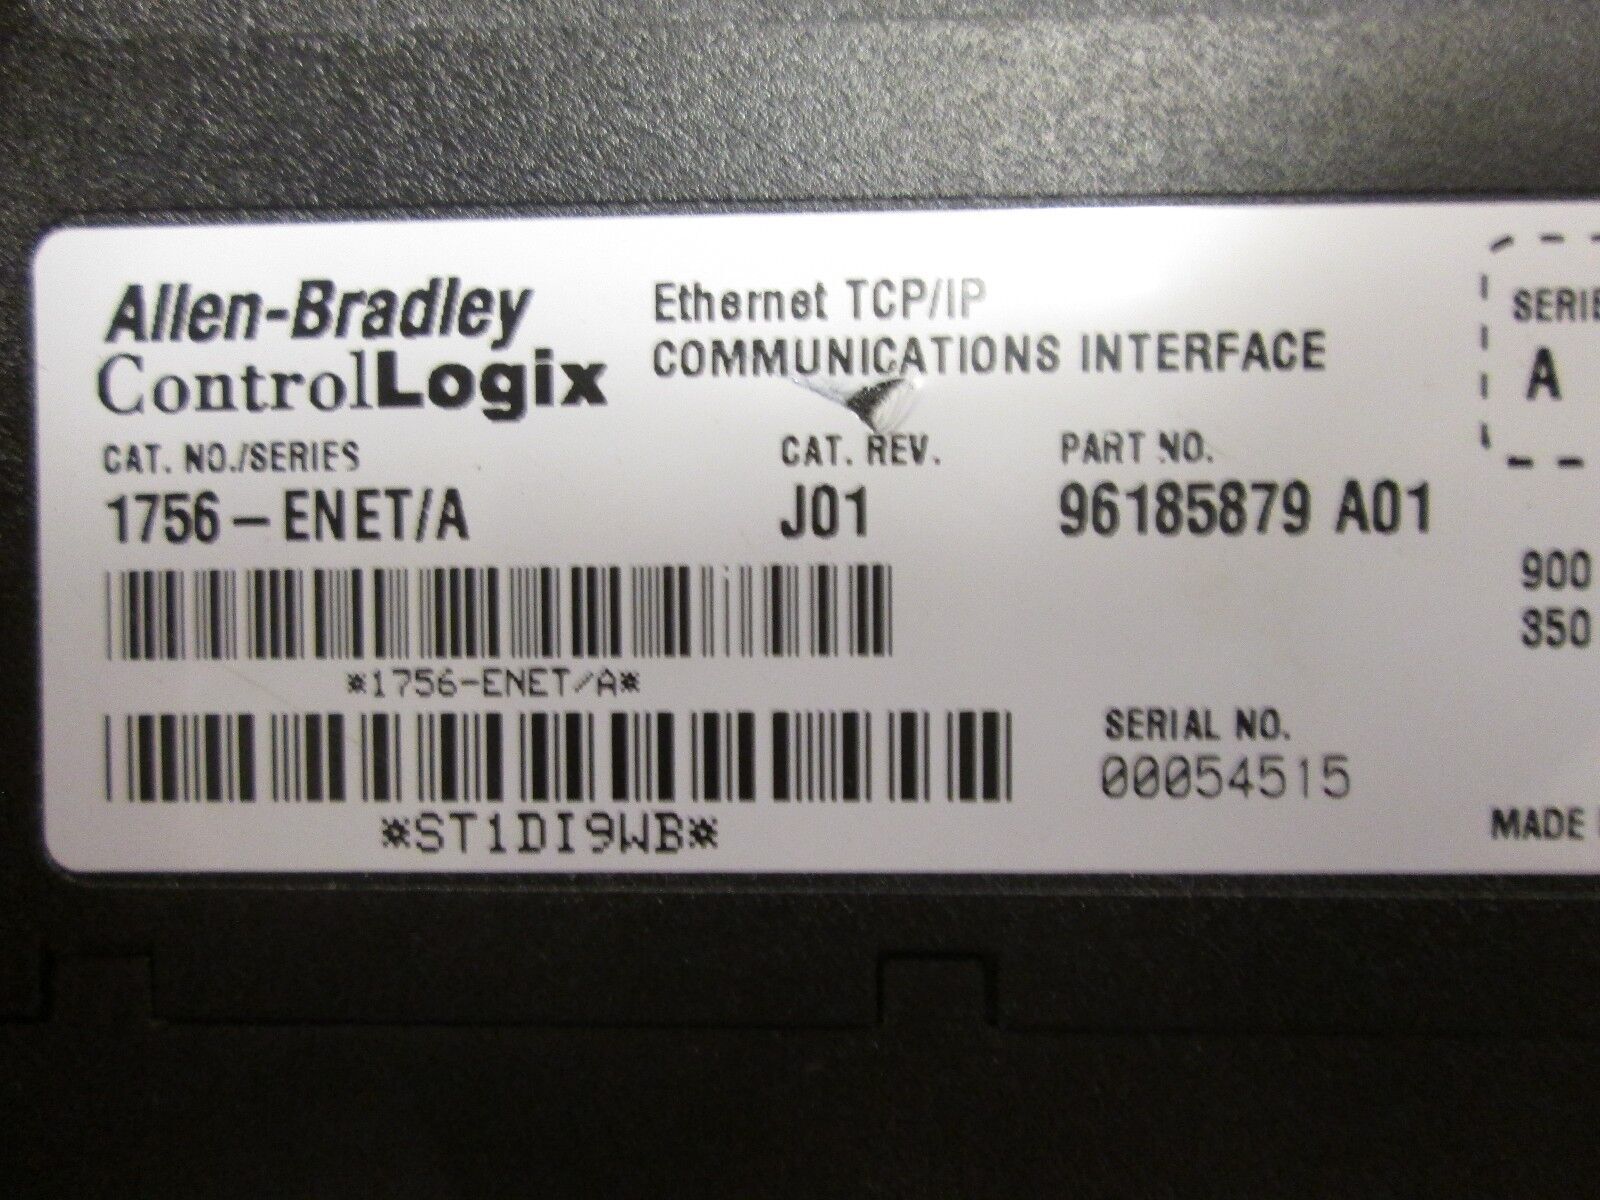 Allen-Bradley
ControlLogix
Ethernet TCP/IP
COMMUNICATIONS INTERFACE
CAT. NO./SERIES
1756-ENET/A
CAT. REV.
J01
PART NO.
96185879 A01
*1756-ENET/A*
*ST1DI9WB*
SERIAL NO.
00054515
SERIE
A
900
350
MADE